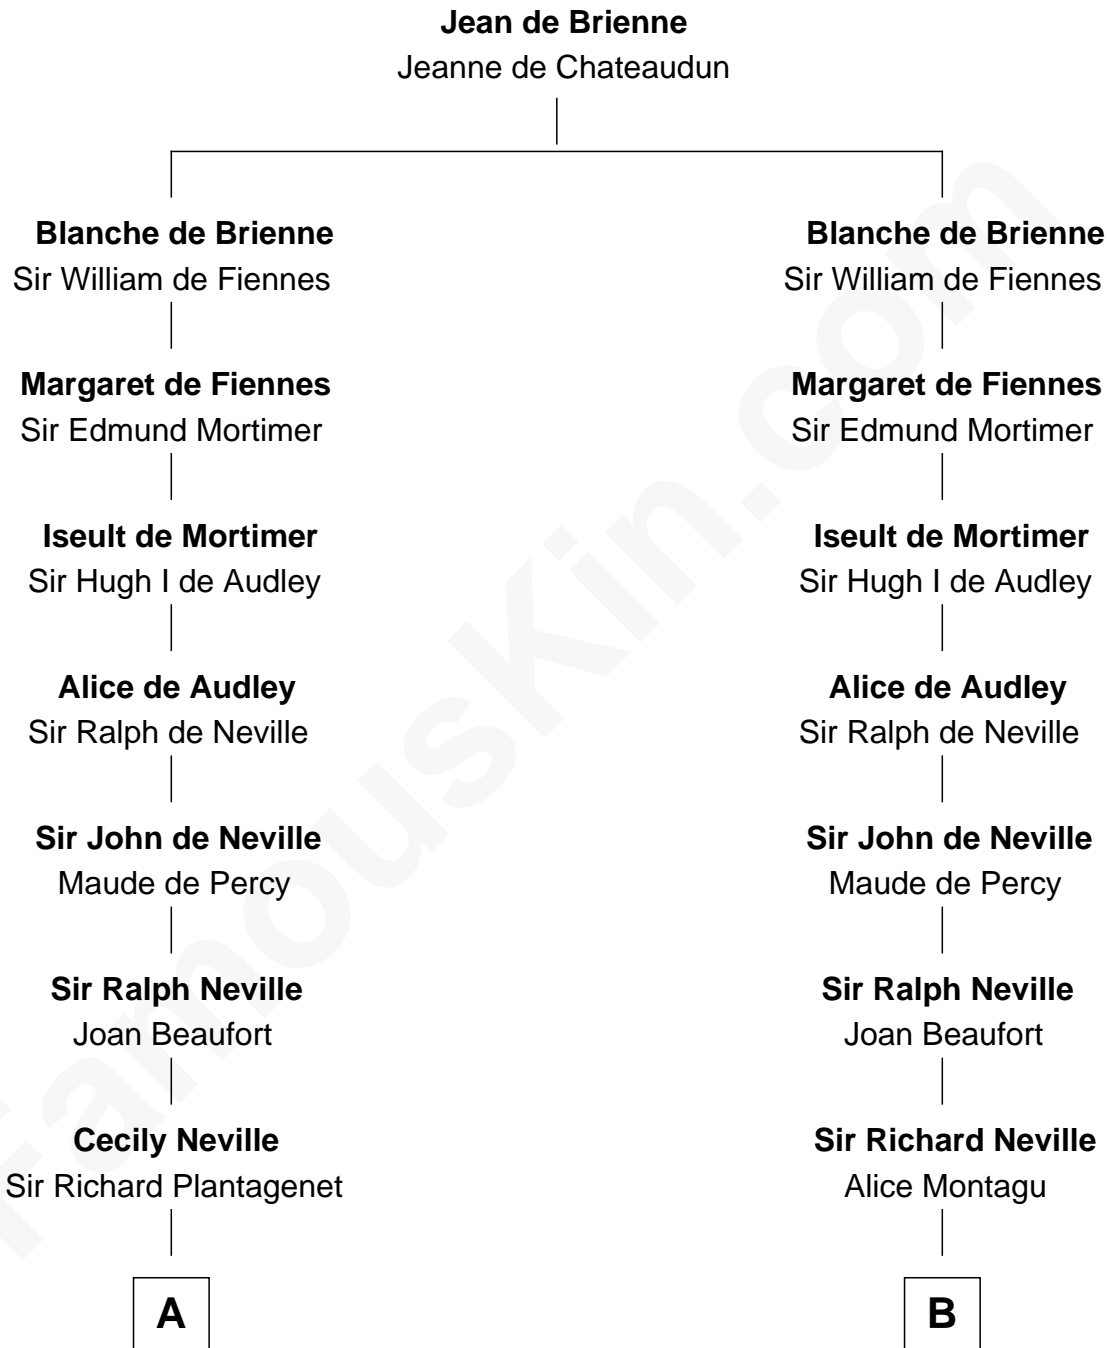 Jean de Brienne
Jeanne de Chateaudun
Blanche de Brienne
Sir William de Fiennes
Margaret de Fiennes
Sir Edmund Mortimer
Iseult de Mortimer
Sir Hugh I de Audley
Alice de Audley
Sir Ralph de Neville
Sir John de Neville
Maude de Percy
Sir Ralph Neville
Joan Beaufort
Cecily Neville
Sir Richard Plantagenet
A
Blanche de Brienne
Sir William de Fiennes
Margaret de Fiennes
Sir Edmund Mortimer
Iseult de Mortimer
Sir Hugh I de Audley
Alice de Audley
Sir Ralph de Neville
Sir John de Neville
Maude de Percy
Sir Ralph Neville
Joan Beaufort
Sir Richard Neville
Alice Montagu
B
FamousKin.com